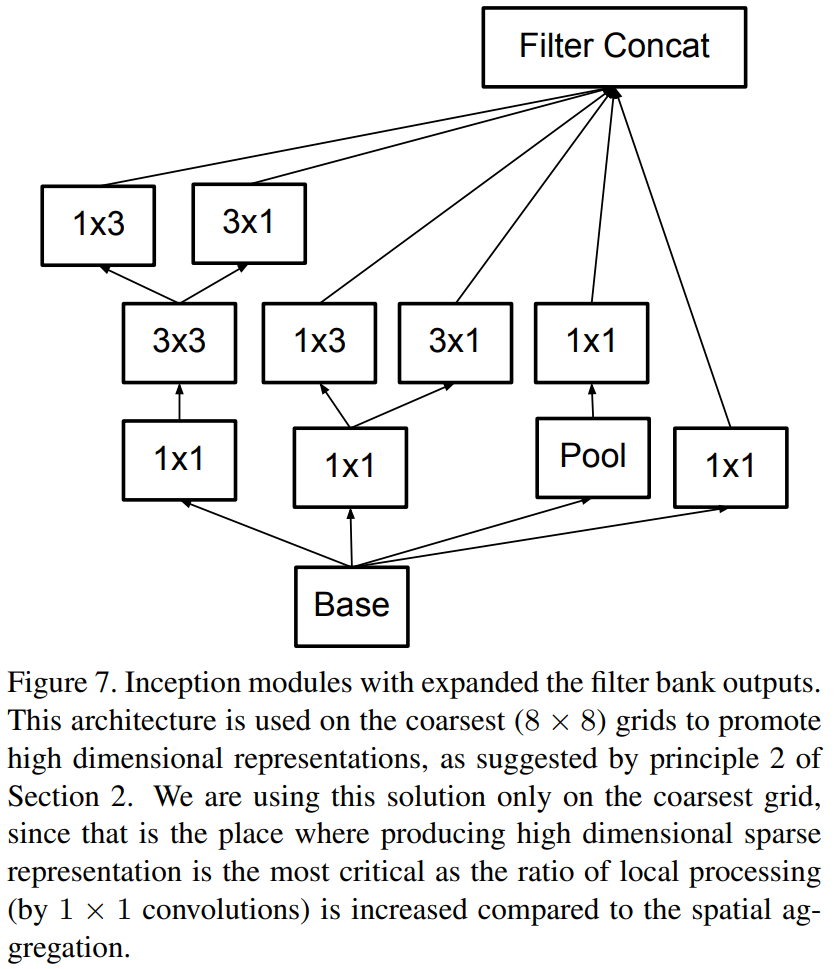 Filter Concat
1x3
3x1
3x3
1x3
3x1
1x1
1x1
1x1
Pool
1x1
Base
Figure 7. Inception modules with expanded the filter bank outputs.
This architecture is used on the coarsest (8 × 8) grids to promote
high dimensional representations, as suggested by principle 2 of
Section 2. We are using this solution only on the coarsest grid,
since that is the place where producing high dimensional sparse
representation is the most critical as the ratio of local processing
(by 1 × 1 convolutions) is increased compared to the spatial ag-
gregation.